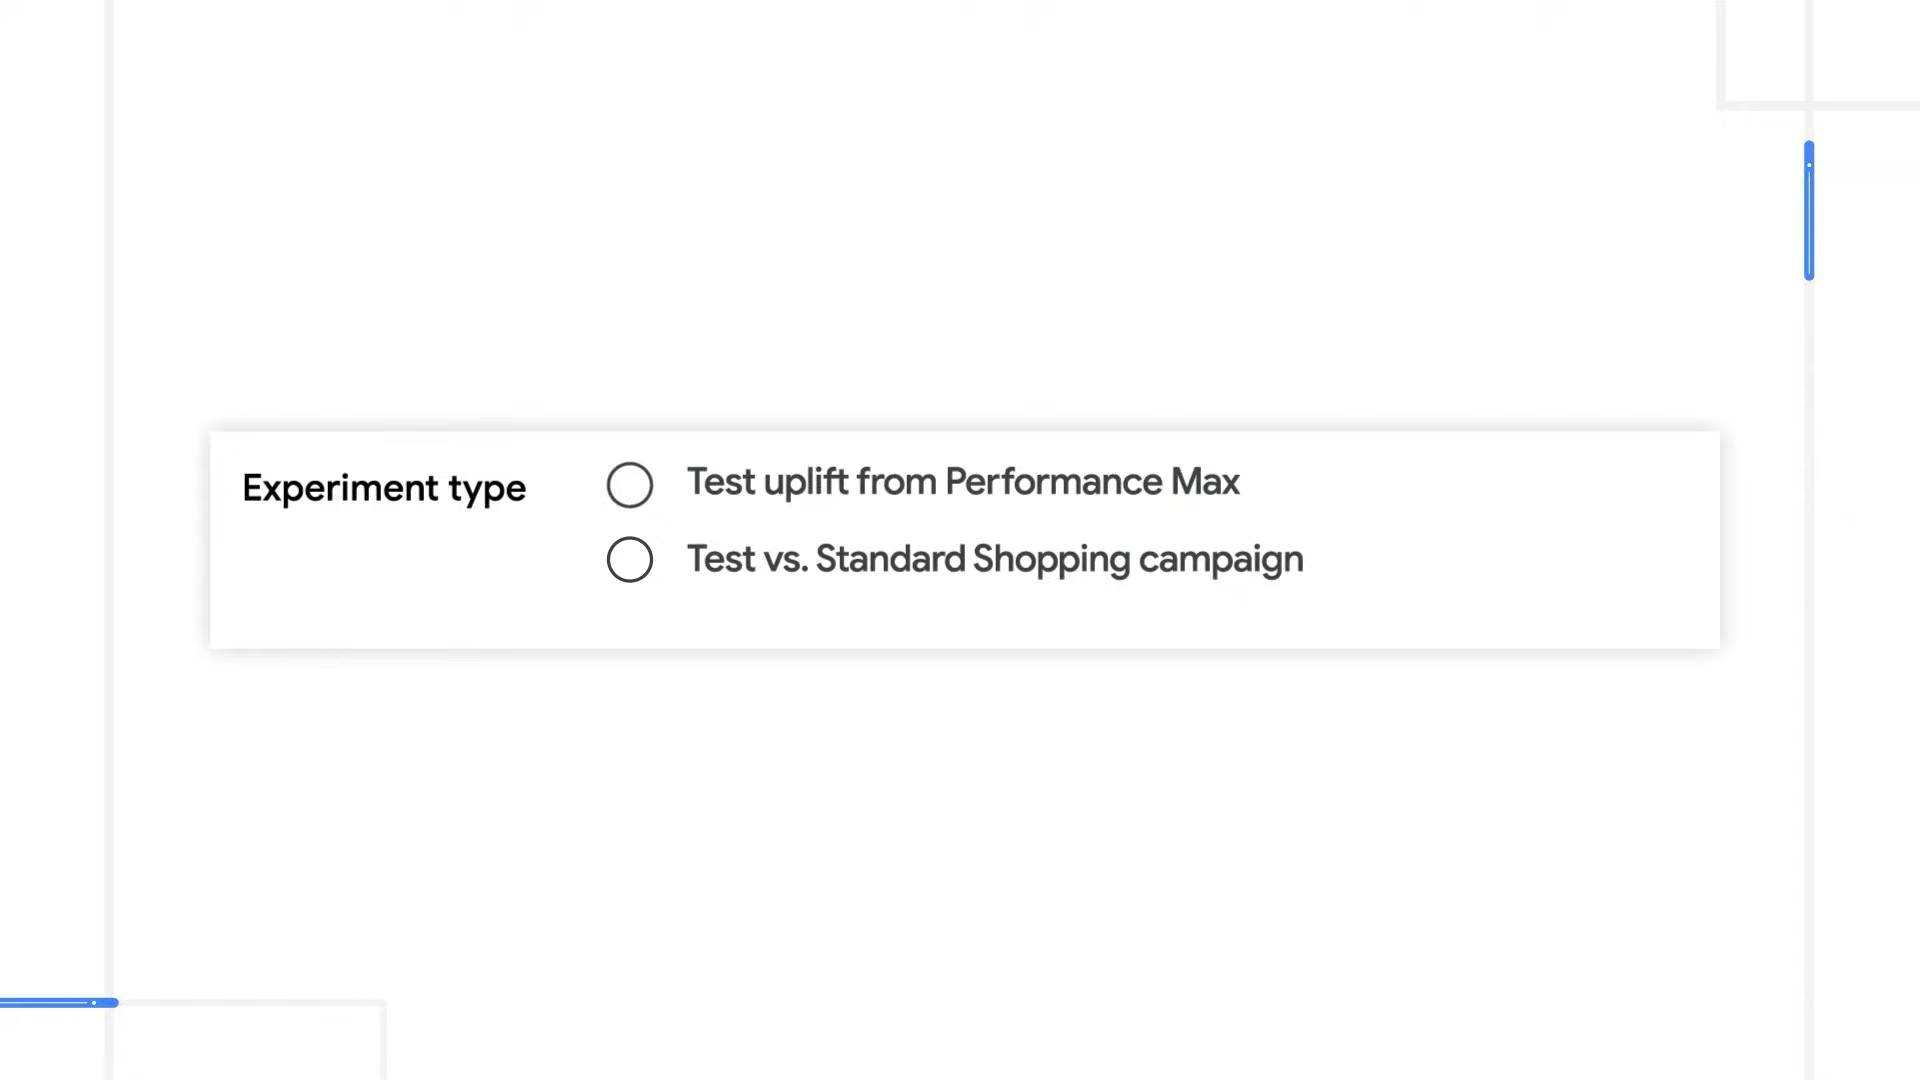 Experiment type
Test uplift from Performance Max
Test vs. Standard Shopping campaign